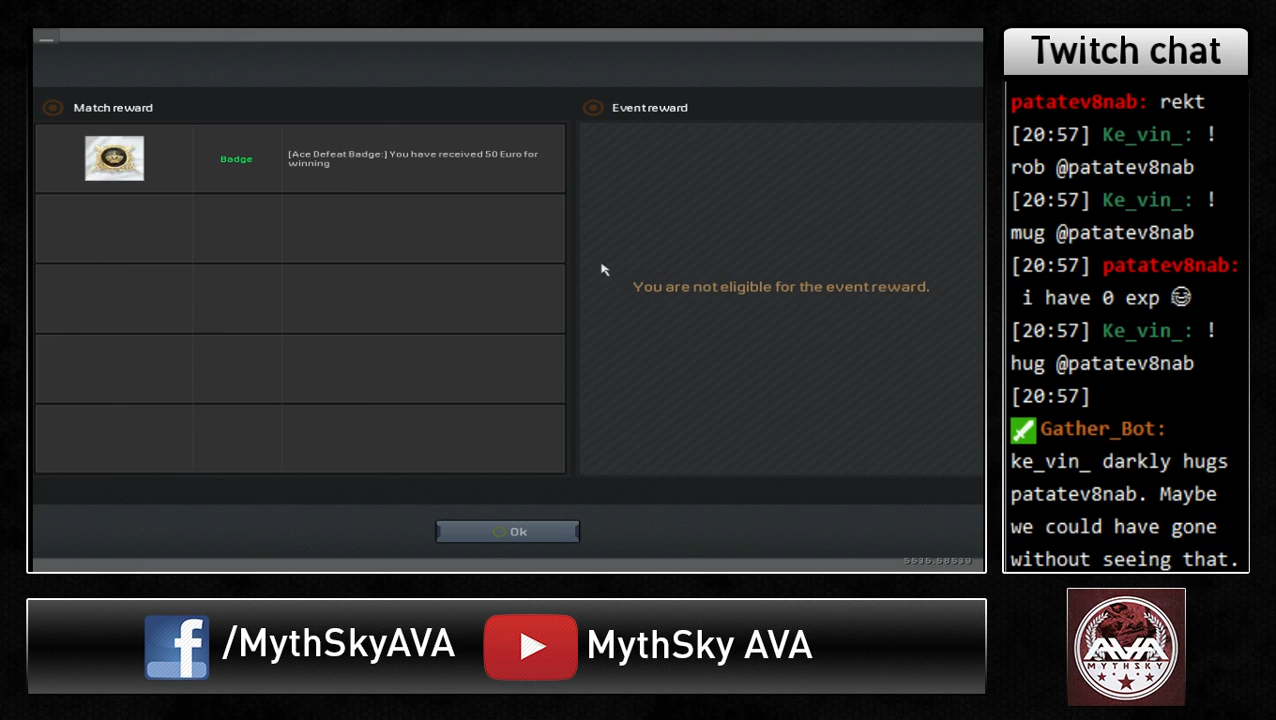 Match reward
Event reward
Badge
[Ace Defeat Badge:] You have received 50 Euro for
winning
You are not eligible for the event reward.
Ok
5535.58530
Twitch chat
patatev8nab: rekt
[20:57] Ke_vin_: !
rob @patatev8nab
[20:57] Ke_vin_: !
mug @patatev8nab
[20:57] patatev8nab:
i have 0 exp 😂
[20:57] Ke_vin_: !
hug @patatev8nab
[20:57]
Gather_Bot:
ke_vin_ darkly hugs
patatev8nab. Maybe
we could have gone
without seeing that.
/MythSkyAVA
MythSky AVA
AVA
MYTHSKY